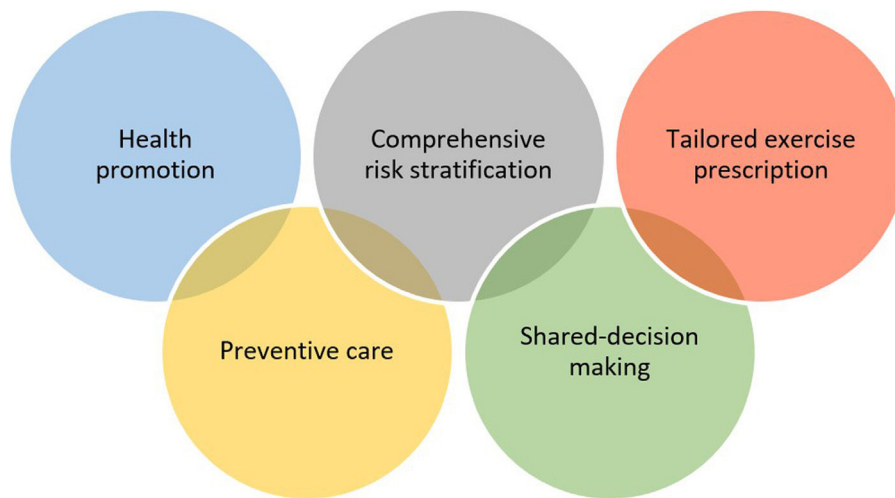 Health
promotion
Comprehensive
risk stratification
Tailored exercise
prescription
Preventive care
Shared-decision
making